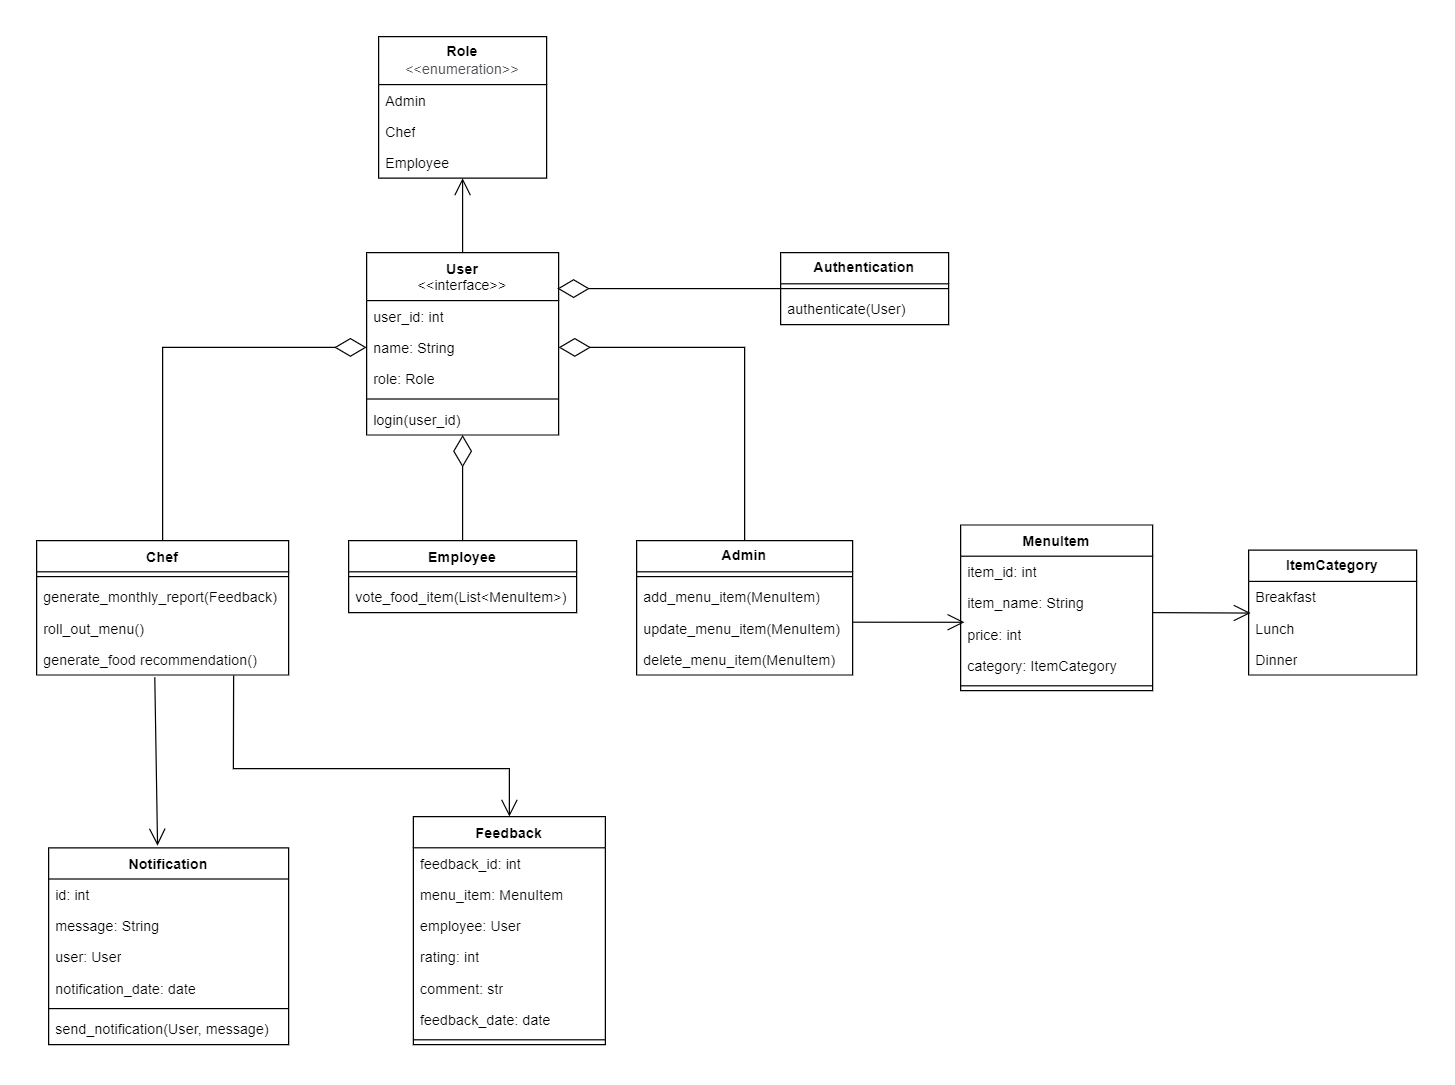 Role
<<enumeration>>
Admin
Chef
Employee
User
<<interface>>
user_id: int
name: String
role: Role
login(user_id)
Authentication
authenticate(User)
Chef
generate_monthly_report(Feedback)
roll_out_menu()
generate_food recommendation()
Employee
vote_food_item(List<MenuItem>)
Admin
add_menu_item(MenuItem)
update_menu_item(MenuItem)
delete_menu_item(MenuItem)
MenuItem
item_id: int
item_name: String
price: int
category: ItemCategory
ItemCategory
Breakfast
Lunch
Dinner
Notification
id: int
message: String
user: User
notification_date: date
send_notification(User, message)
Feedback
feedback_id: int
menu_item: MenuItem
employee: User
rating: int
comment: str
feedback_date: date